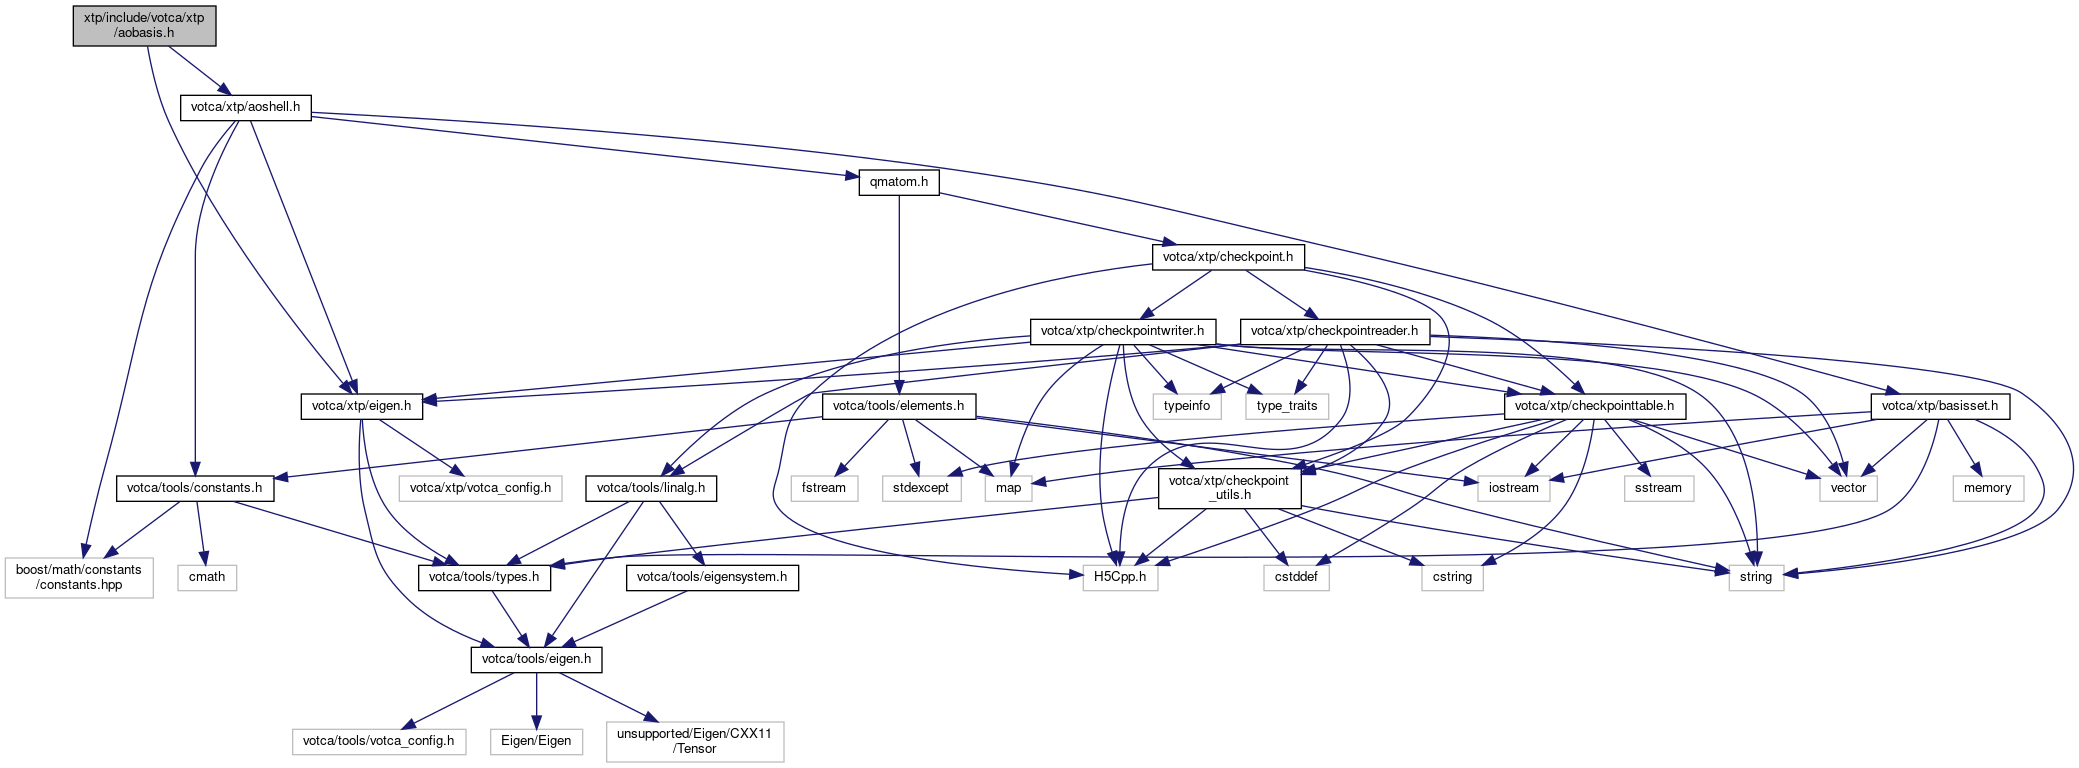 xtp/include/votca/xtp
/aobasis.h
votca/xtp/aoshell.h
qmatom.h
votca/xtp/checkpoint.h
votca/xtp/checkpointwriter.h
votca/xtp/checkpointreader.h
votca/xtp/eigen.h
votca/tools/elements.h
typeinfo
type_traits
votca/xtp/checkpointtable.h
votca/xtp/basisset.h
votca/tools/constants.h
votca/xtp/votca_config.h
votca/tools/linalg.h
fstream
stdexcept
map
votca/xtp/checkpoint
_utils.h
iostream
sstream
vector
memory
boost/math/constants
/constants.hpp
cmath
votca/tools/types.h
votca/tools/eigensystem.h
H5Cpp.h
cstddef
cstring
string
votca/tools/eigen.h
votca/tools/votca_config.h
Eigen/Eigen
unsupported/Eigen/CXX11
/Tensor